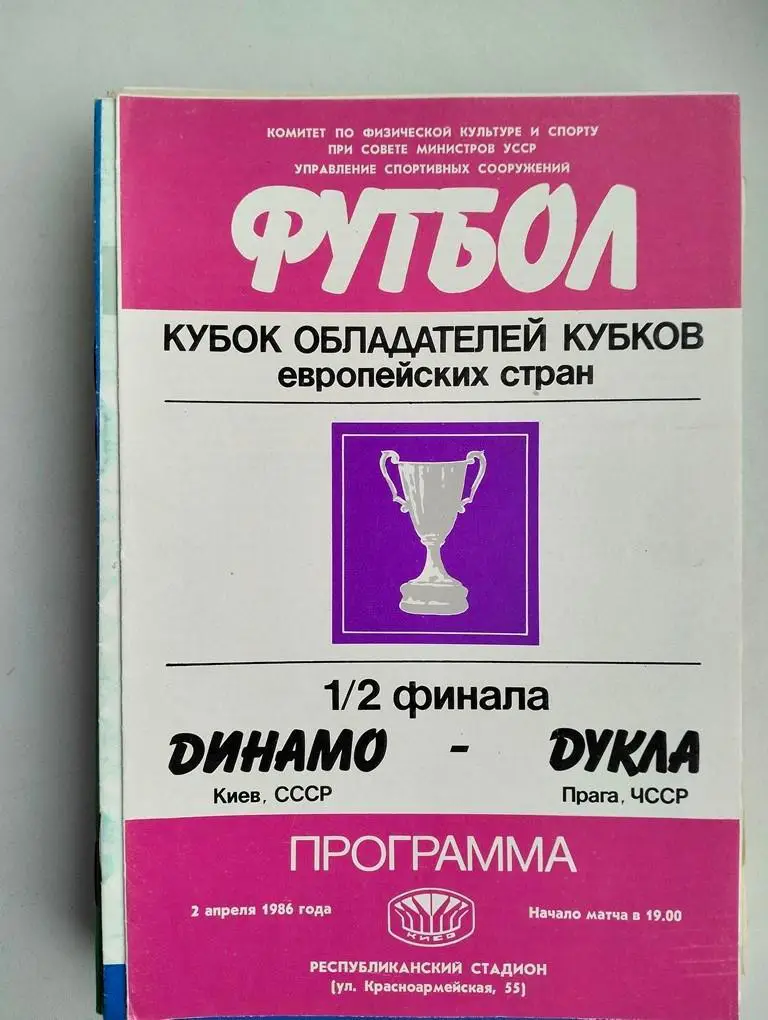 КОМИТЕТ ПО ФИЗИЧЕСКОЙ КУЛЬТУРЕ И СПОРТУ
ПРИ СОВЕТЕ МИНИСТРОВ УССР
УПРАВЛЕНИЕ СПОРТИВНЫХ СООРУЖЕНИЙ
ФУТБОЛ
КУБОК ОБЛАДАТЕЛЕЙ КУБКОВ
европейских стран
1/2 финала
ДИНАМО - ДУКЛА
Киев, СССР Прага, ЧССР
ПРОГРАММА
2 апреля 1986 года Начало матча в 19.00
КИЕВ
РЕСПУБЛИКАНСКИЙ СТАДИОН
(ул. Красноармейская, 55)